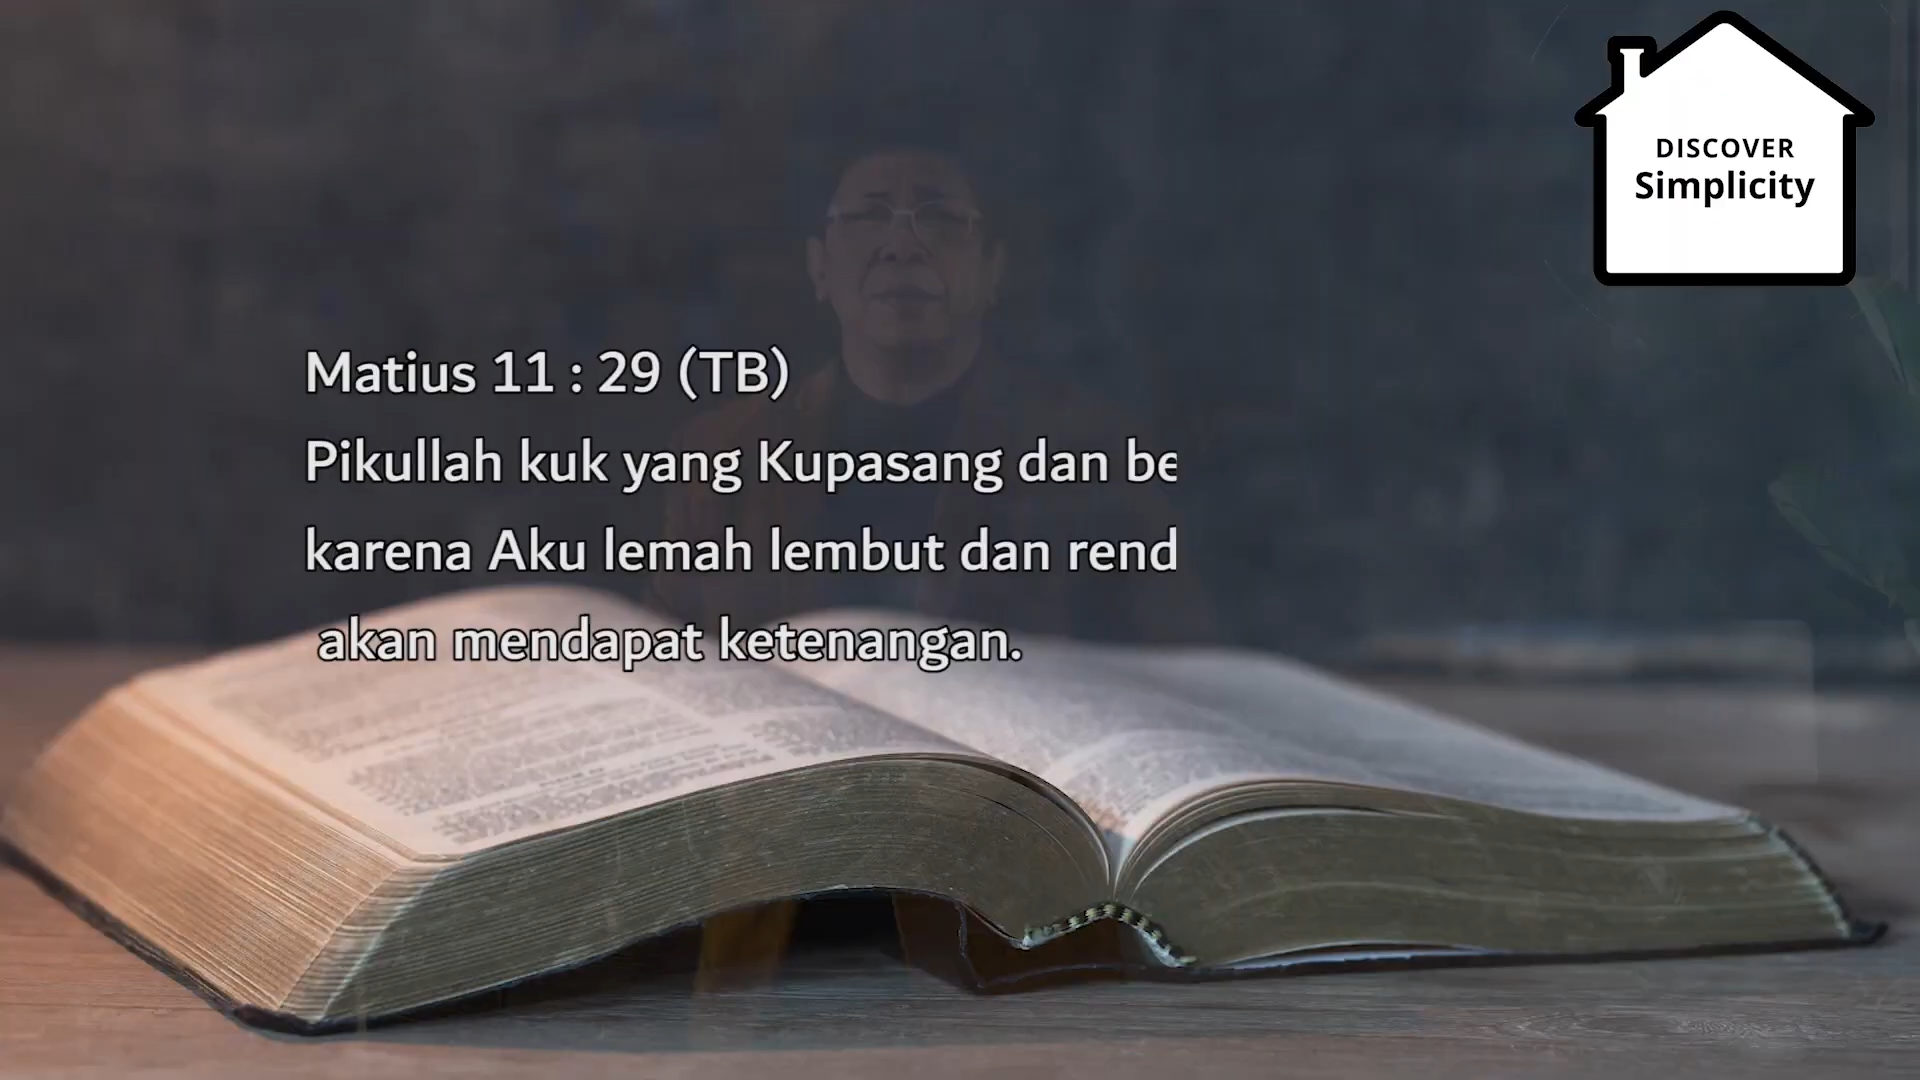 DISCOVER
Simplicity
Matius 11 : 29 (TB)
Pikullah kuk yang Kupasang dan be
karena Aku lemah lembut dan rend
akan mendapat ketenangan.